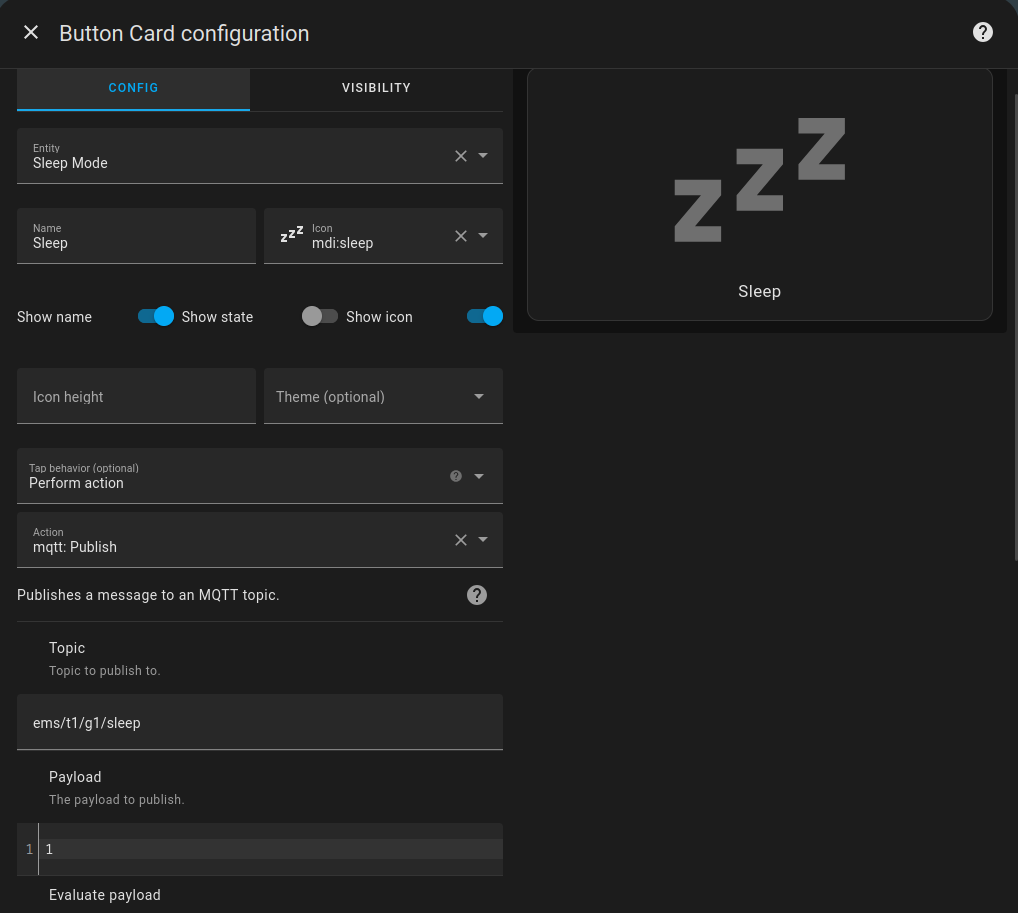 Button Card configuration
CONFIG
VISIBILITY
Entity
Sleep Mode
Name
Sleep
zzz
Icon
mdi:sleep
Show name
Show state
Show icon
Icon height
Theme (optional)
Tap behavior (optional)
Perform action
Action
mqtt: Publish
Publishes a message to an MQTT topic.
Topic
Topic to publish to.
ems/t1/g1/sleep
Payload
The payload to publish.
1 1
Evaluate payload
zzz
Sleep